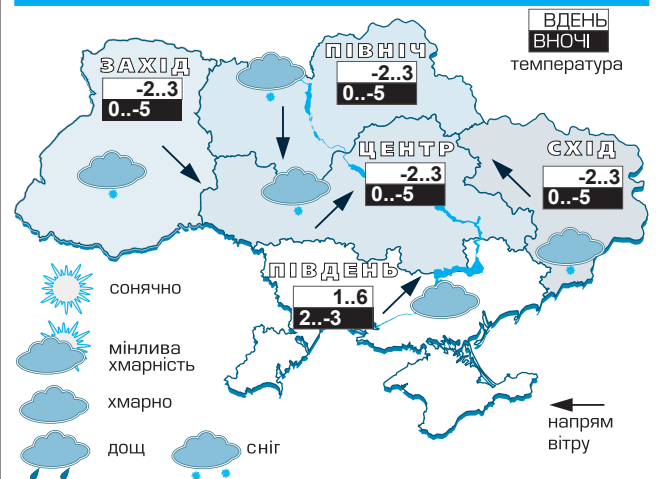 ВДЕНЬ
ВНОЧІ
температура
ПІВНІЧ
-2..3
0..-5
ЗАХІД
-2..3
0..-5
ЦЕНТР
-2..3
0..-5
СХІД
-2..3
0..-5
ПІВДЕНЬ
1..6
2..-3
сонячно
мінлива
хмарність
хмарно
дощ
сніг
напрям
вітру